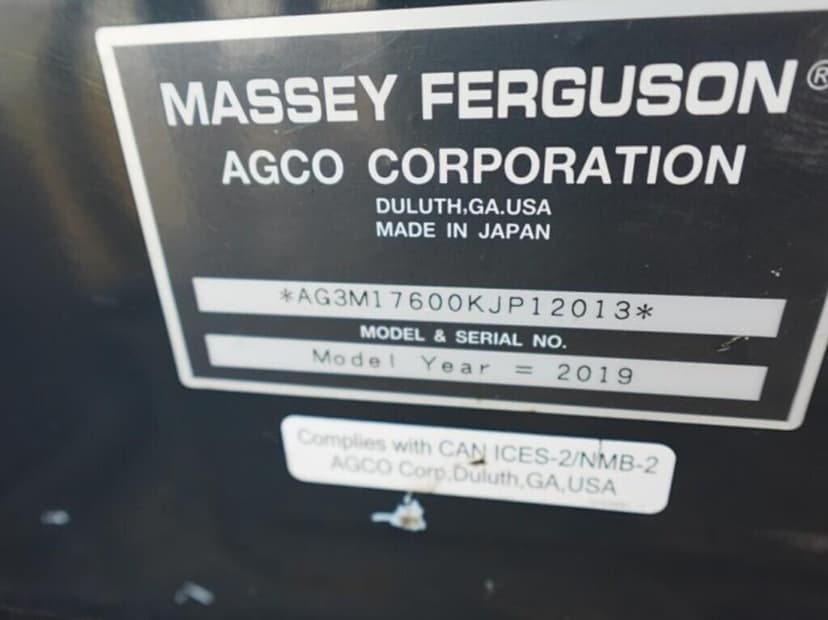 MASSEY FERGUSON®
AGCO CORPORATION
DULUTH,GA.USA
MADE IN JAPAN
*AG3M17600KJP12013*
MODEL & SERIAL NO.
Model Year = 2019
Complies with CAN ICES-2/NMB-2
AGCO Corp,Duluth,GA,USA